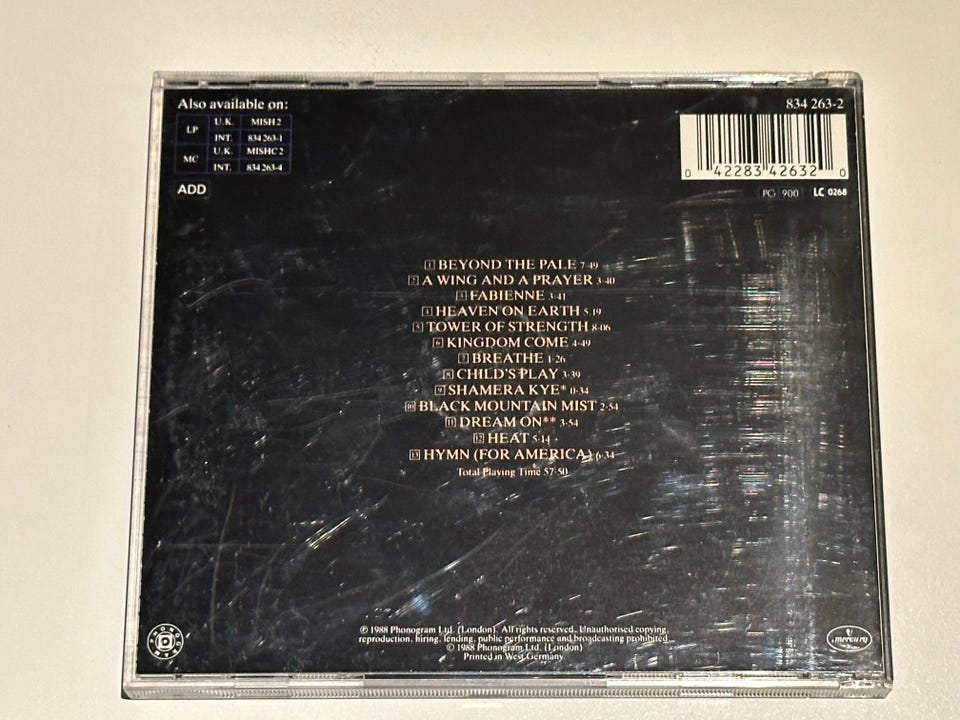 Also available on:
LP U.K. MISH 2
INT. 834 263-1
MC U.K. MISHC 2
INT. 834 263-4
ADD
834 263-2
0 42283 42632 0
PG 900 LC 0268
1 BEYOND THE PALE 7·49
2 A WING AND A PRAYER 3·40
3 FABIENNE 3·41
4 HEAVEN ON EARTH 5·19
5 TOWER OF STRENGTH 8·06
6 KINGDOM COME 4·49
7 BREATHE 1·26
8 CHILD'S PLAY 3·39
9 SHAMERA KYE* 0·34
10 BLACK MOUNTAIN MIST 2·54
11 DREAM ON** 3·54
12 HEAT 5·14
13 HYMN (FOR AMERICA) 6·34
Total Playing Time 57·50
℗ 1988 Phonogram Ltd. (London). All rights reserved. Unauthorised copying,
reproduction, hiring, lending, public performance and broadcasting prohibited.
© 1988 Phonogram Ltd. (London)
Printed in West Germany
PHONOGRAM
mercury